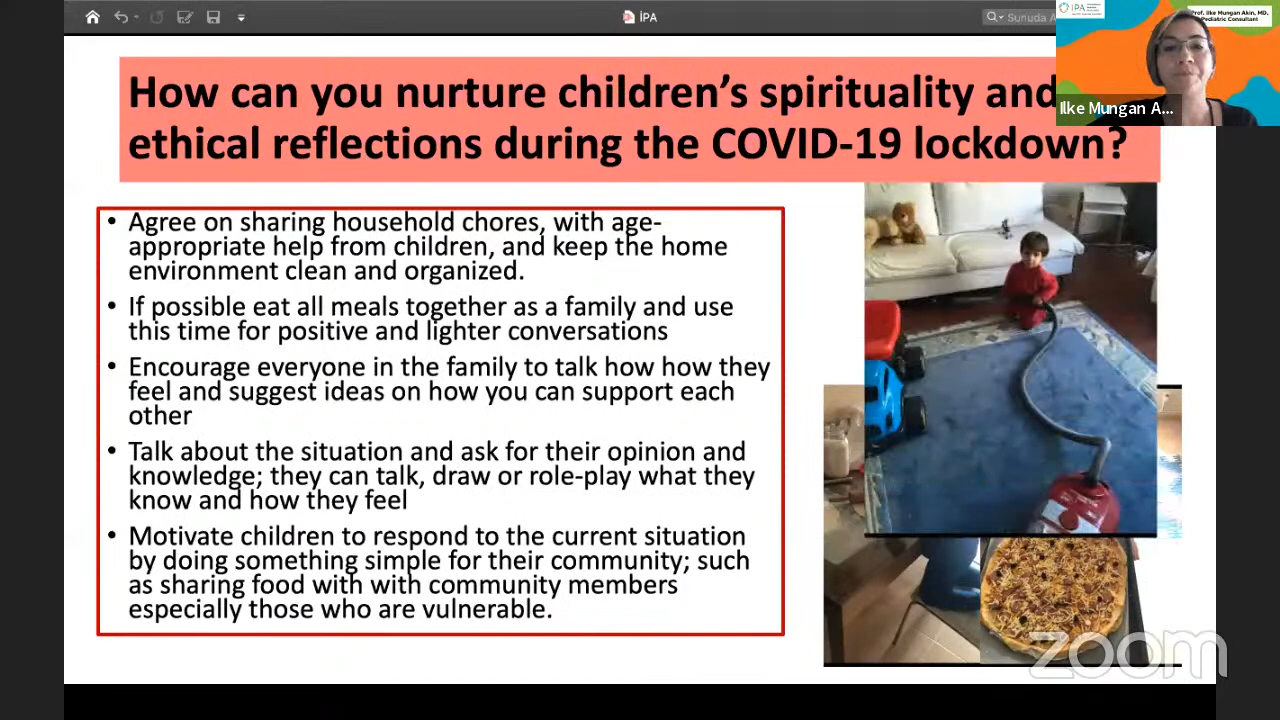 İPA
Sunuda A
İPA
Prof. Ilke Mungan Akin, MD,
Pediatric Consultant
Ilke Mungan A...
How can you nurture children’s spirituality and
ethical reflections during the COVID-19 lockdown?
• Agree on sharing household chores, with age-
appropriate help from children, and keep the home
environment clean and organized.
• If possible eat all meals together as a family and use
this time for positive and lighter conversations
• Encourage everyone in the family to talk how how they
feel and suggest ideas on how you can support each
other
• Talk about the situation and ask for their opinion and
knowledge; they can talk, draw or role-play what they
know and how they feel
• Motivate children to respond to the current situation
by doing something simple for their community; such
as sharing food with with community members
especially those who are vulnerable.
zoom